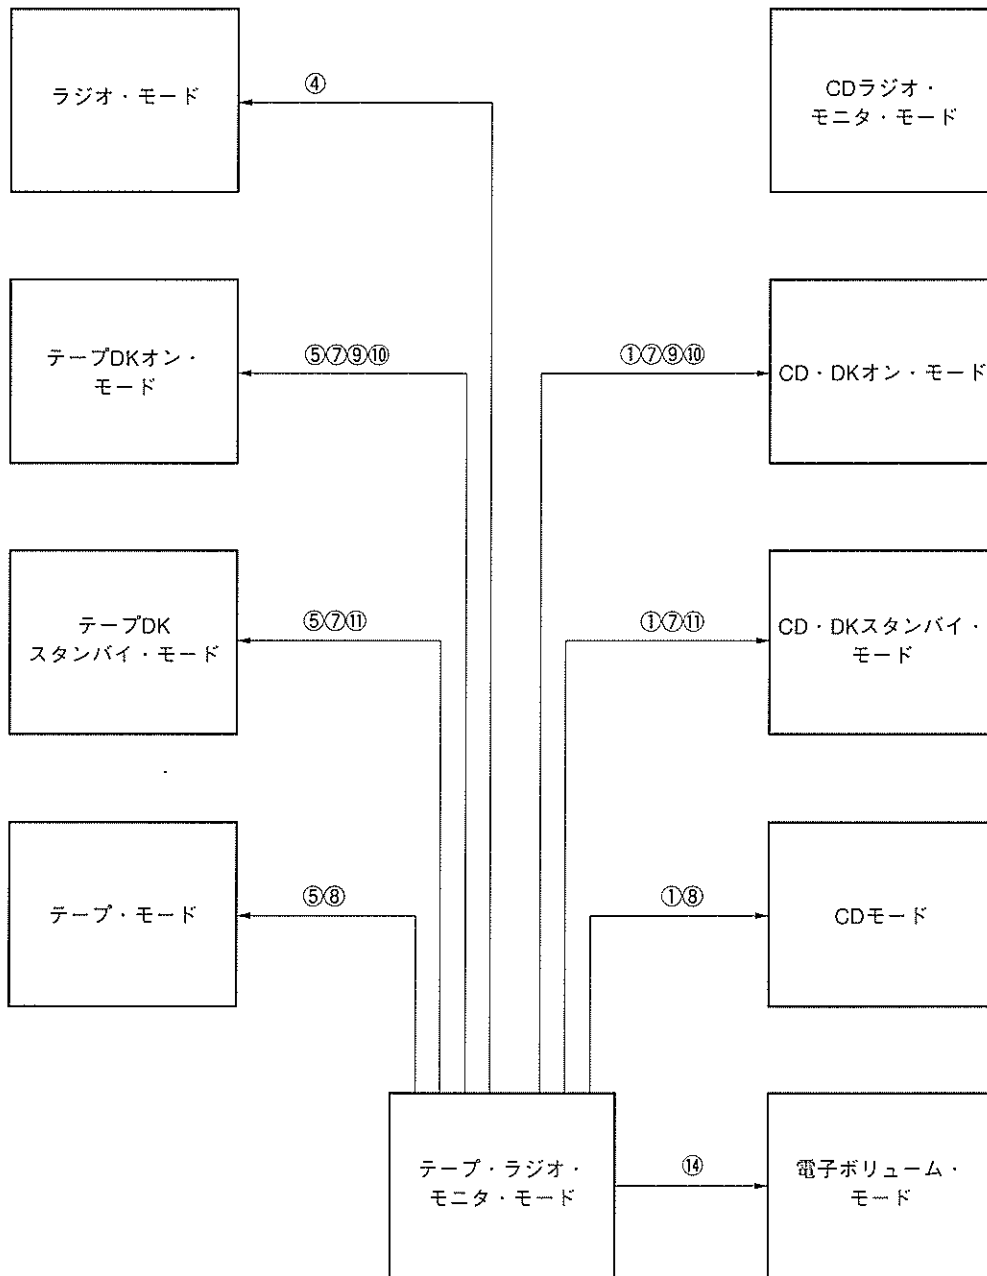 ラジオ・モード
④
CDラジオ・
モニタ・モード
テープDKオン・
モード
⑤⑦⑨⑩
①⑦⑨⑩
CD・DKオン・モード
テープDK
スタンバイ・モード
⑤⑦⑪
①⑦⑪
CD・DKスタンバイ・
モード
テープ・モード
⑤⑧
①⑧
CDモード
テープ・ラジオ・
モニタ・モード
⑭
電子ボリューム・
モード